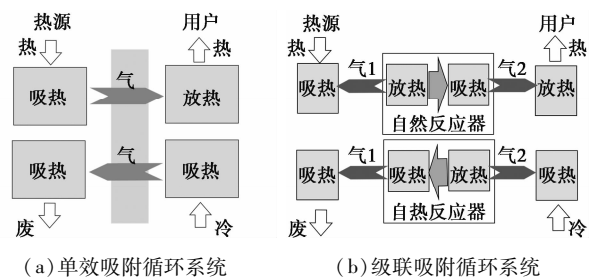 (a)
热源
用户
热
热
气
吸热
放热
气
吸热
吸热
废
冷
(a)单效吸附循环系统
(b)
热源
用户
热
热
气1
气2
吸热
放热
吸热
放热
自然反应器
气1
气2
吸热
吸热
放热
吸热
自热反应器
废
冷
(b)级联吸附循环系统